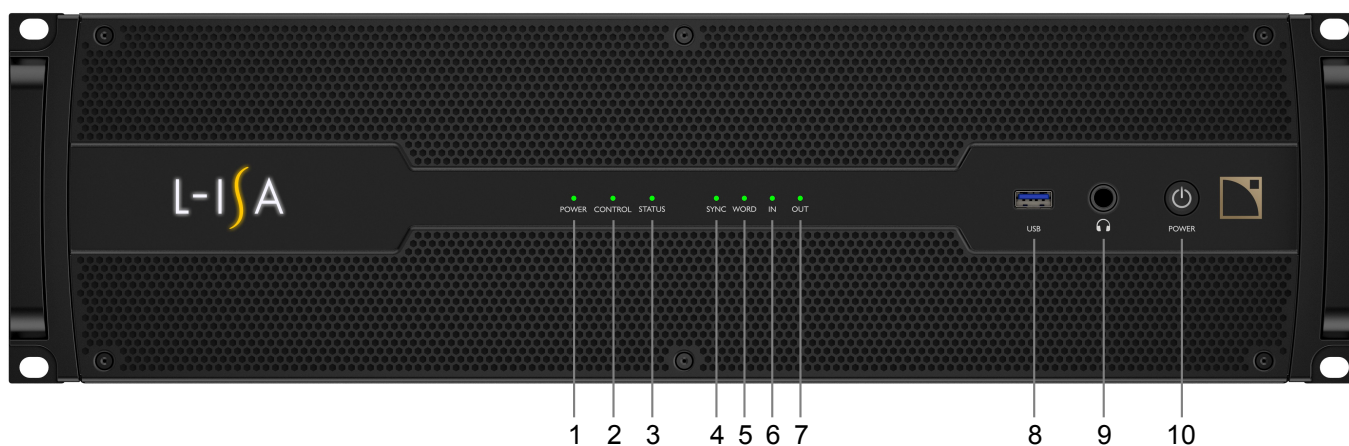 L-ISA
POWER CONTROL STATUS SYNC WORD IN OUT
USB
POWER
1 2 3 4 5 6 7 8 9 10